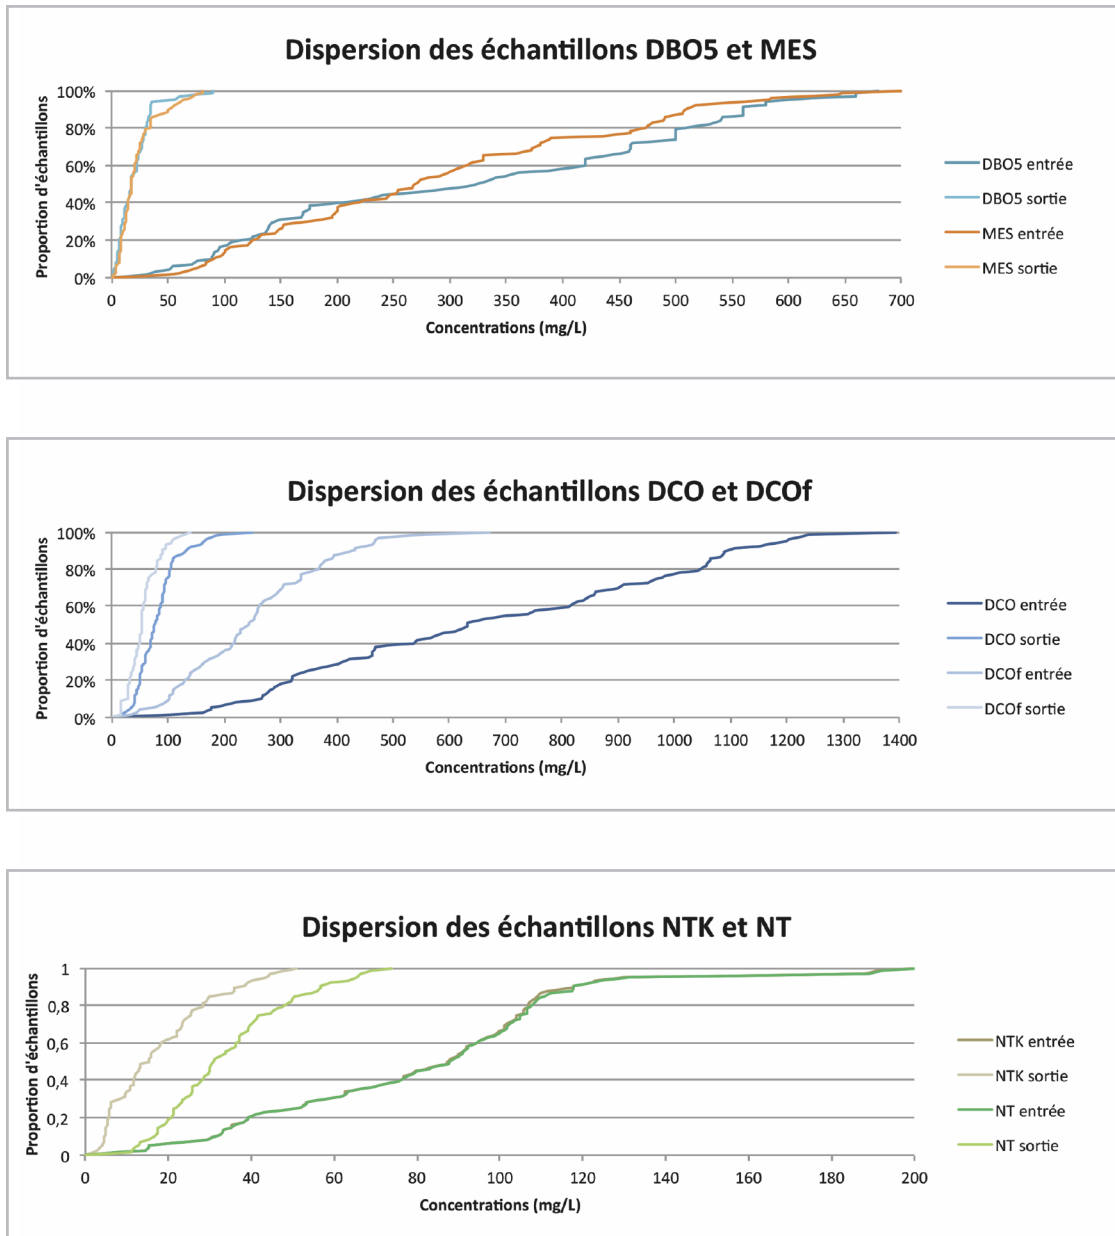 Dispersion des échantillons DBO5 et MES
Proportion d'échantillons
100%
80%
60%
40%
20%
0%
0 50 100 150 200 250 300 350 400 450 500 550 600 650 700
Concentrations (mg/L)
DBO5 entrée
DBO5 sortie
MES entrée
MES sortie
Dispersion des échantillons DCO et DCOf
Proportion d'échantillons
100%
80%
60%
40%
20%
0%
0 100 200 300 400 500 600 700 800 900 1000 1100 1200 1300 1400
Concentrations (mg/L)
DCO entrée
DCO sortie
DCOf entrée
DCOf sortie
Dispersion des échantillons NTK et NT
Proportion d'échantillons
1
0,8
0,6
0,4
0,2
0
0 20 40 60 80 100 120 140 160 180 200
Concentrations (mg/L)
NTK entrée
NTK sortie
NT entrée
NT sortie